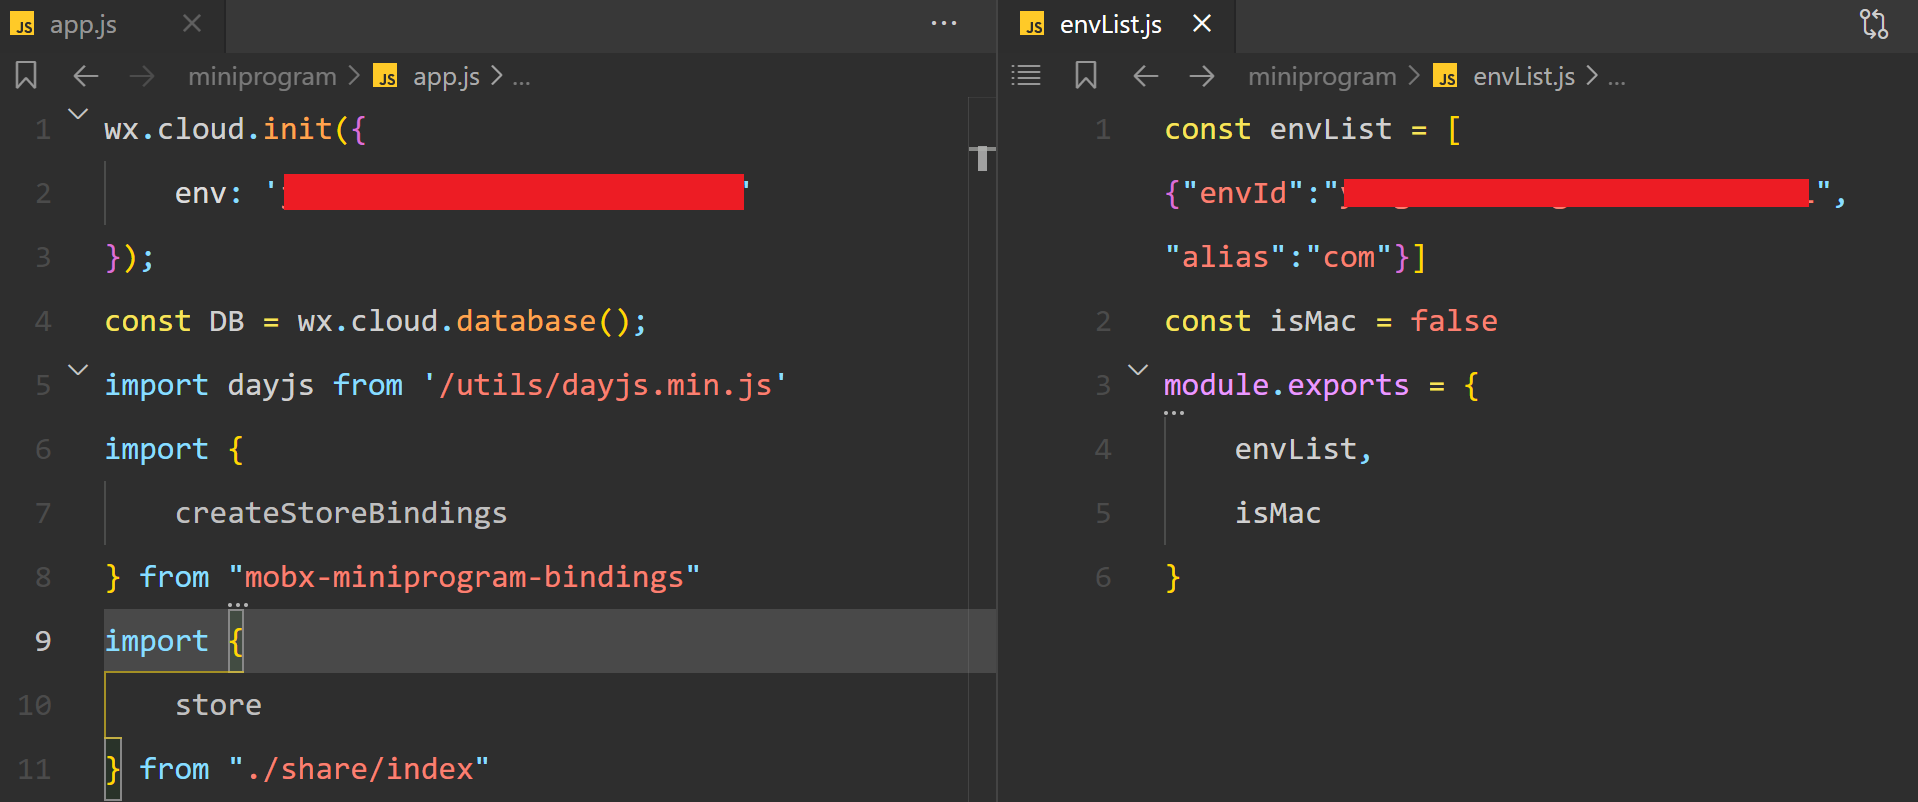 JS app.js
miniprogram > JS app.js > ...
1 wx.cloud.init({
2 env: ' '
3 });
4 const DB = wx.cloud.database();
5 import dayjs from '/utils/dayjs.min.js'
6 import {
7 createStoreBindings
8 } from "mobx-miniprogram-bindings"
9 import {
10 store
11 } from "./share/index"
JS envList.js
miniprogram > JS envList.js > ...
1 const envList = [
{"envId":" ",
"alias":"com"}]
2 const isMac = false
3 module.exports = {
4 envList,
5 isMac
6 }